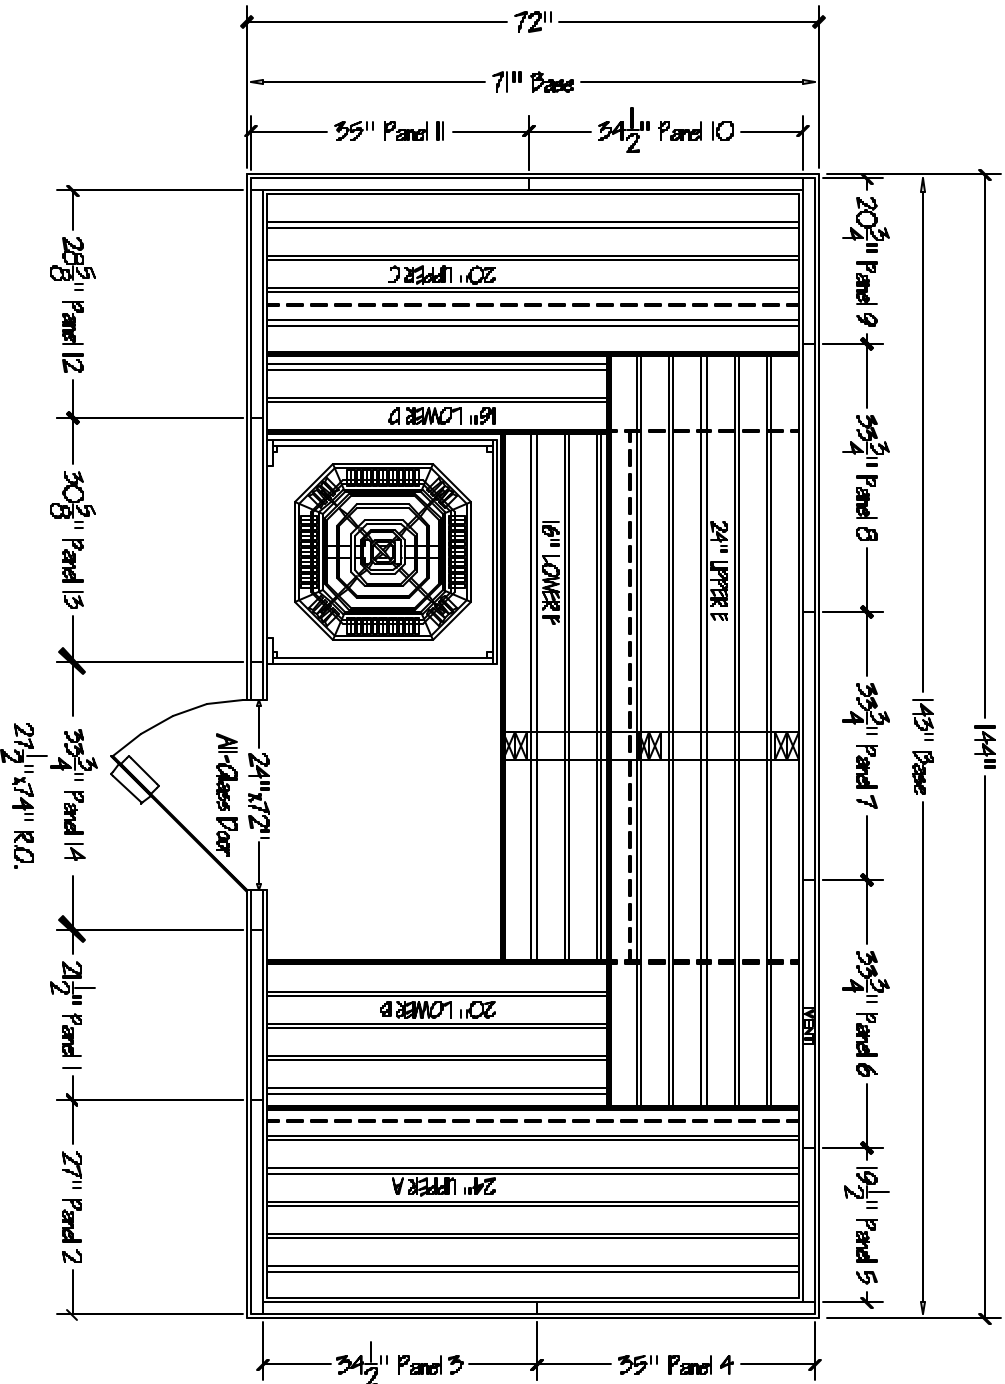 72"
71" Base
35" Panel 11
34 1/2" Panel 10
20 3/4" Panel 9
33 3/4" Panel 8
33 3/4" Panel 7
33 3/4" Panel 6
19 1/2" Panel 5
143" Base
144"
28 5/8" Panel 12
30 5/8" Panel 13
33 3/4" Panel 14
27 1/2"x74" R.O.
21 1/2" Panel 1
27" Panel 2
20" UPPER C
16" LOWER D
16" LOWER F
24" UPPER E
24"x72"
All-Glass Door
VENT
20" LOWER B
24" UPPER A
34 1/2" Panel 3
35" Panel 4